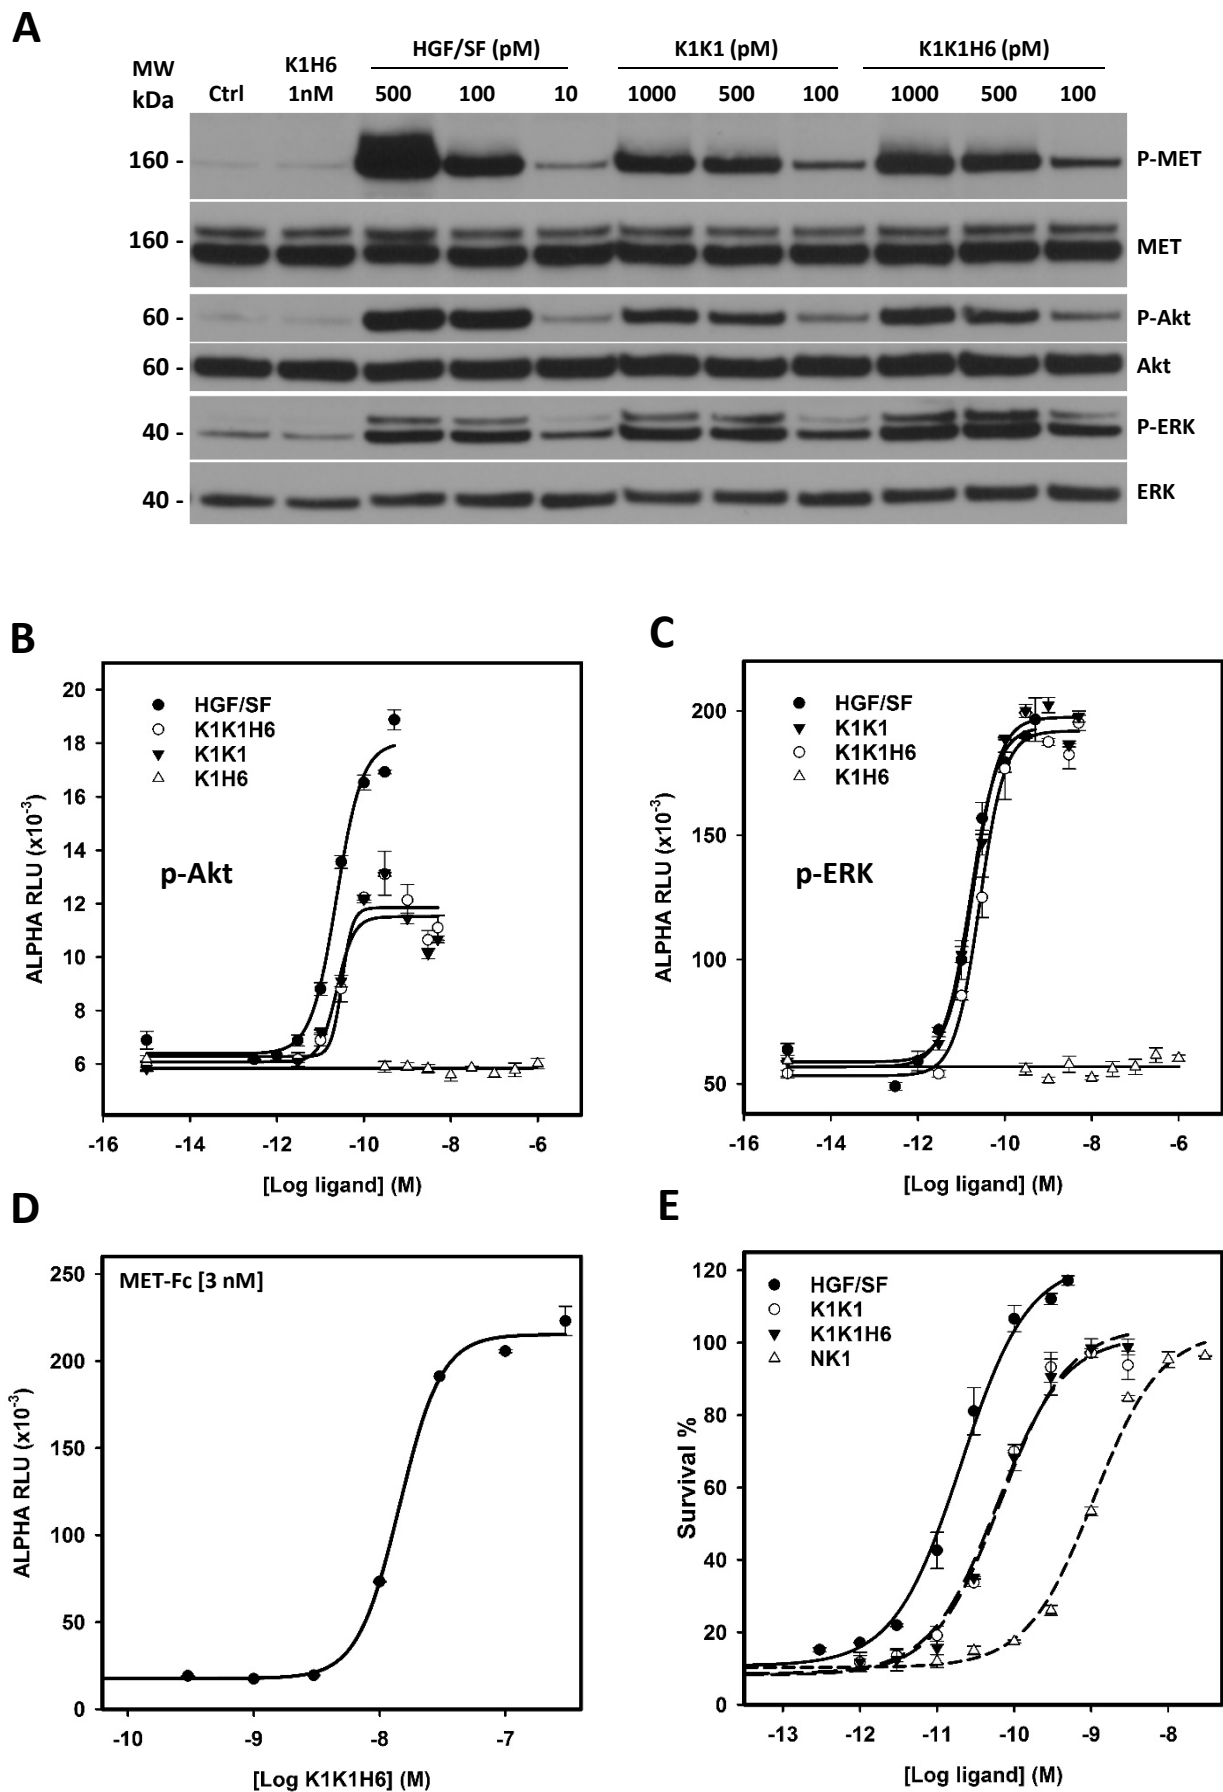 A
MW
kDa
Ctrl
K1H6
1nM
HGF/SF (pM)
500 100 10
K1K1 (pM)
1000 500 100
K1K1H6 (pM)
1000 500 100
160 -
P-MET
160 -
MET
60 -
P-Akt
60 -
Akt
40 -
P-ERK
40 -
ERK
B
ALPHA RLU (x10-3)
20
18
16
14
12
10
8
6
HGF/SF
K1K1H6
K1K1
K1H6
p-Akt
-16 -14 -12 -10 -8 -6
[Log ligand] (M)
C
ALPHA RLU (x10-3)
200
150
100
50
HGF/SF
K1K1
K1K1H6
K1H6
p-ERK
-16 -14 -12 -10 -8 -6
[Log ligand] (M)
D
ALPHA RLU (x10-3)
250
200
150
100
50
0
MET-Fc [3 nM]
-10 -9 -8 -7
[Log K1K1H6] (M)
E
Survival %
120
100
80
60
40
20
0
HGF/SF
K1K1
K1K1H6
NK1
-13 -12 -11 -10 -9 -8
[Log ligand] (M)